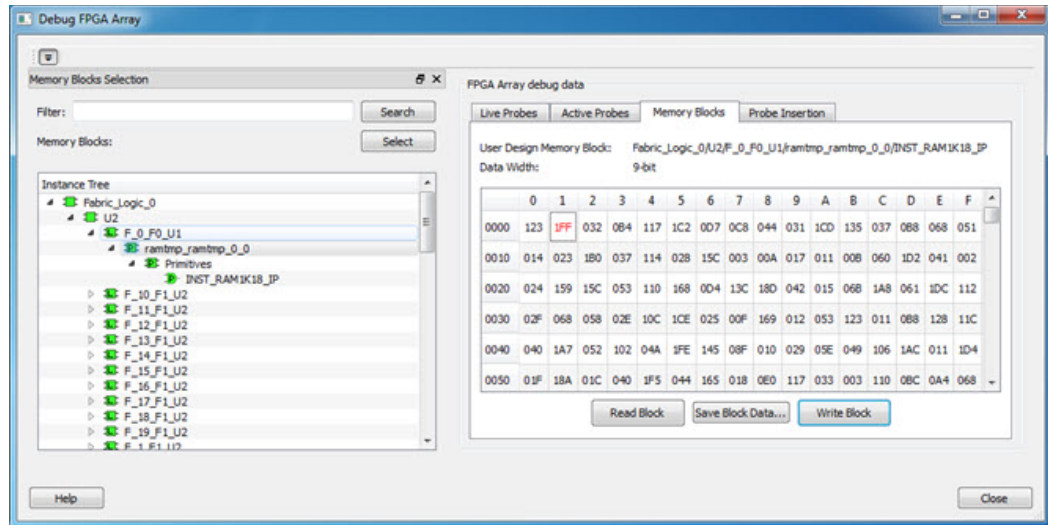 Debug FPGA Array
Memory Blocks Selection
Filter:
Search
Memory Blocks:
Select
Instance Tree
Fabric_Logic_0
U2
F_0_F0_U1
ramtmp_ramtmp_0_0
Primitives
INST_RAM1K18_IP
F_10_F1_U2
F_11_F1_U2
F_12_F1_U2
F_13_F1_U2
F_14_F1_U2
F_15_F1_U2
F_16_F1_U2
F_17_F1_U2
F_18_F1_U2
F_19_F1_U2
F_1_F1_U2
FPGA Array debug data
Live Probes Active Probes Memory Blocks Probe Insertion
User Design Memory Block: Fabric_Logic_0/U2/F_0_F0_U1/ramtmp_ramtmp_0_0/INST_RAM1K18_IP
Data Width: 9-bit
0 1 2 3 4 5 6 7 8 9 A B C D E F
0000 123 1FF 032 0B4 117 1C2 0D7 0C8 044 031 1CD 135 037 0B8 068 051
0010 014 023 1B0 037 114 028 15C 003 00A 017 011 00B 060 1D2 041 002
0020 024 159 15C 053 110 168 0D4 13C 18D 042 015 06B 1A8 061 1DC 112
0030 02F 068 058 02E 10C 1CE 025 00F 169 012 053 123 011 0B8 128 11C
0040 040 1A7 052 102 04A 1FE 145 08F 010 029 05E 049 106 1AC 011 1D4
0050 01F 18A 01C 040 1F5 044 165 018 0E0 117 033 003 110 0BC 0A4 068
Read Block Save Block Data... Write Block
Help
Close